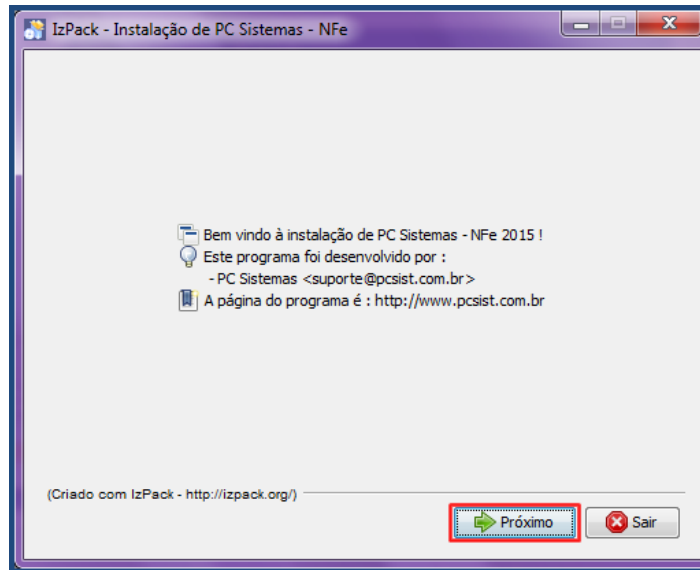 IzPack - Instalação de PC Sistemas - NFe
Bem vindo à instalação de PC Sistemas - NFe 2015 !
Este programa foi desenvolvido por :
- PC Sistemas <suporte@pcsist.com.br>
A página do programa é : http://www.pcsist.com.br
(Criado com IzPack - http://izpack.org/)
Próximo
Sair